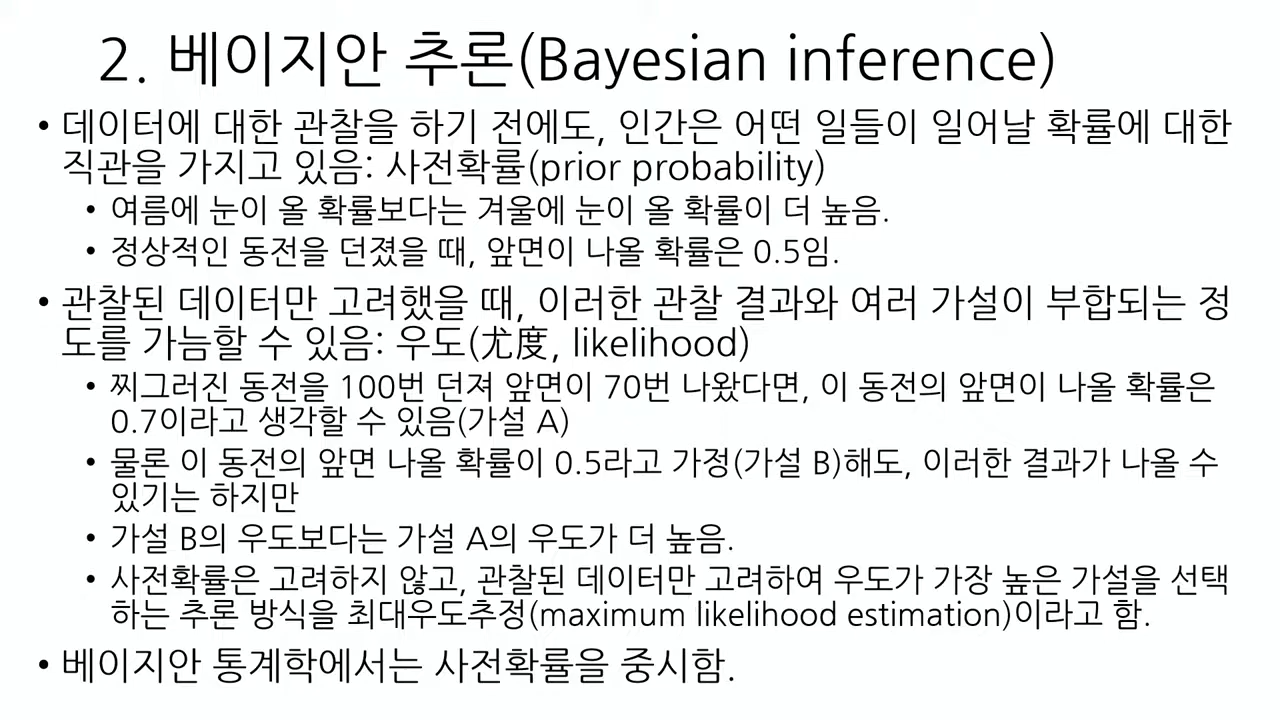 2. 베이지안 추론(Bayesian inference)
• 데이터에 대한 관찰을 하기 전에도, 인간은 어떤 일들이 일어날 확률에 대한
직관을 가지고 있음: 사전확률(prior probability)
• 여름에 눈이 올 확률보다는 겨울에 눈이 올 확률이 더 높음.
• 정상적인 동전을 던졌을 때, 앞면이 나올 확률은 0.5임.
• 관찰된 데이터만 고려했을 때, 이러한 관찰 결과와 여러 가설이 부합되는 정
도를 가늠할 수 있음: 우도(尤度, likelihood)
• 찌그러진 동전을 100번 던져 앞면이 70번 나왔다면, 이 동전의 앞면이 나올 확률은
0.7이라고 생각할 수 있음(가설 A)
• 물론 이 동전의 앞면 나올 확률이 0.5라고 가정(가설 B)해도, 이러한 결과가 나올 수
있기는 하지만
• 가설 B의 우도보다는 가설 A의 우도가 더 높음.
• 사전확률은 고려하지 않고, 관찰된 데이터만 고려하여 우도가 가장 높은 가설을 선택
하는 추론 방식을 최대우도추정(maximum likelihood estimation)이라고 함.
• 베이지안 통계학에서는 사전확률을 중시함.